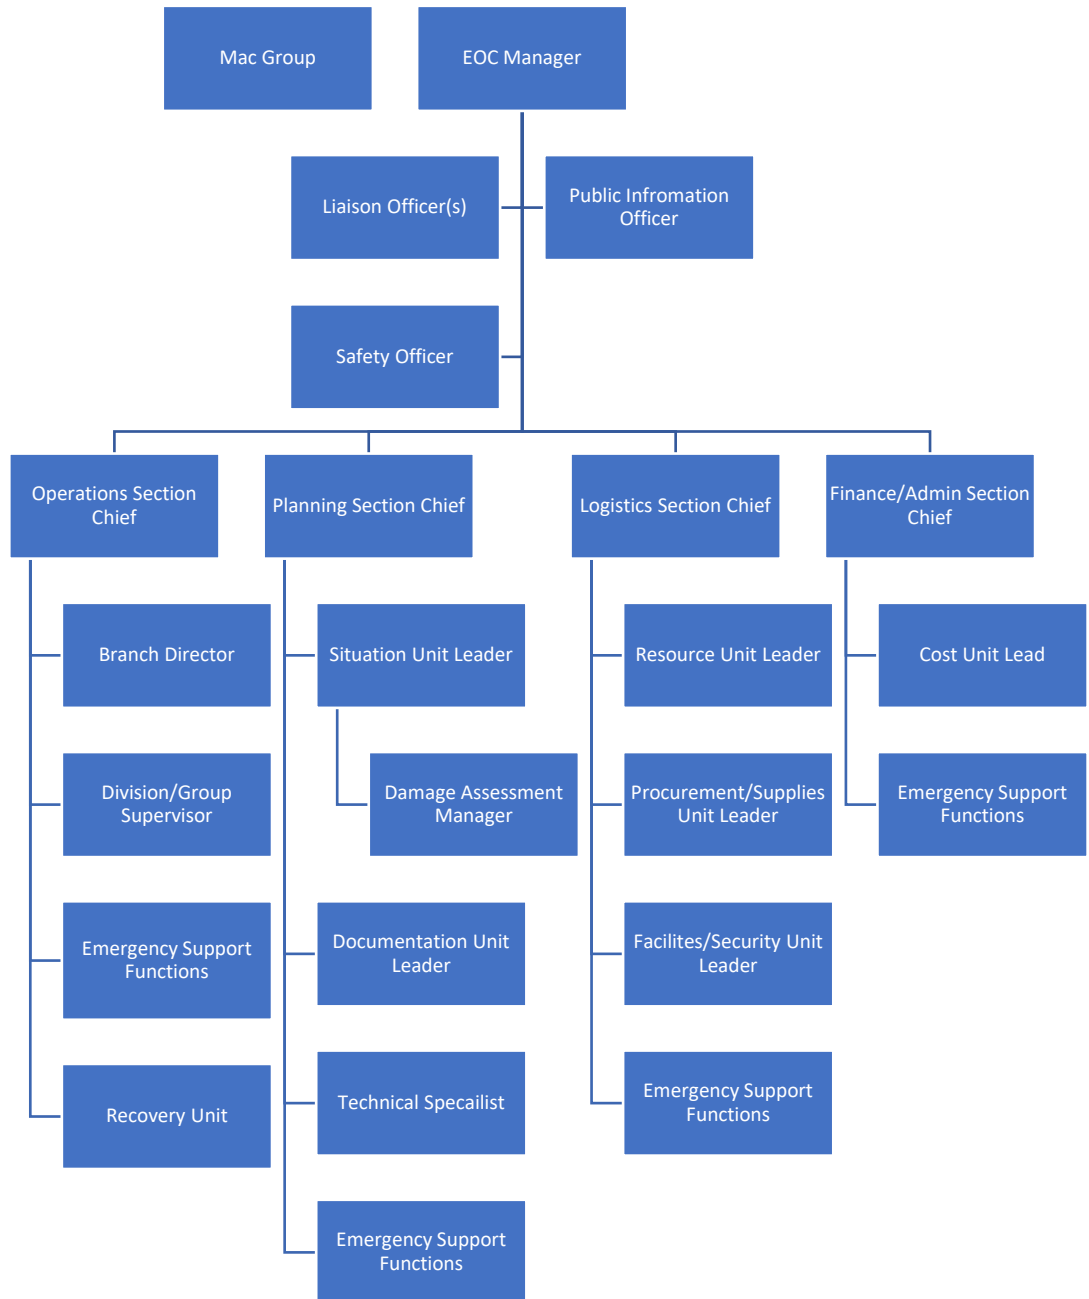 Mac Group
EOC Manager
Liaison Officer(s)
Public Infromation
Officer
Safety Officer
Operations Section
Chief
Planning Section Chief
Logistics Section Chief
Finance/Admin Section
Chief
Branch Director
Situation Unit Leader
Resource Unit Leader
Cost Unit Lead
Division/Group
Supervisor
Damage Assessment
Manager
Procurement/Supplies
Unit Leader
Emergency Support
Functions
Emergency Support
Functions
Documentation Unit
Leader
Facilites/Security Unit
Leader
Recovery Unit
Technical Specailist
Emergency Support
Functions
Emergency Support
Functions